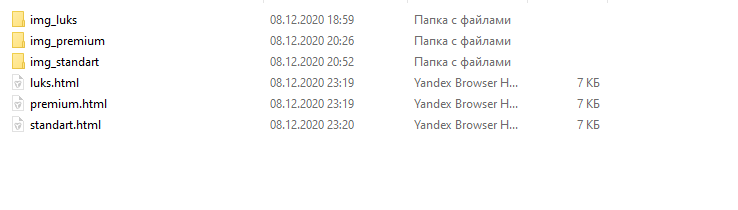 img_luks 08.12.2020 18:59 Папка с файлами
img_premium 08.12.2020 20:26 Папка с файлами
img_standart 08.12.2020 20:52 Папка с файлами
luks.html 08.12.2020 23:19 Yandex Browser H... 7 КБ
premium.html 08.12.2020 23:19 Yandex Browser H... 7 КБ
standart.html 08.12.2020 23:20 Yandex Browser H... 7 КБ